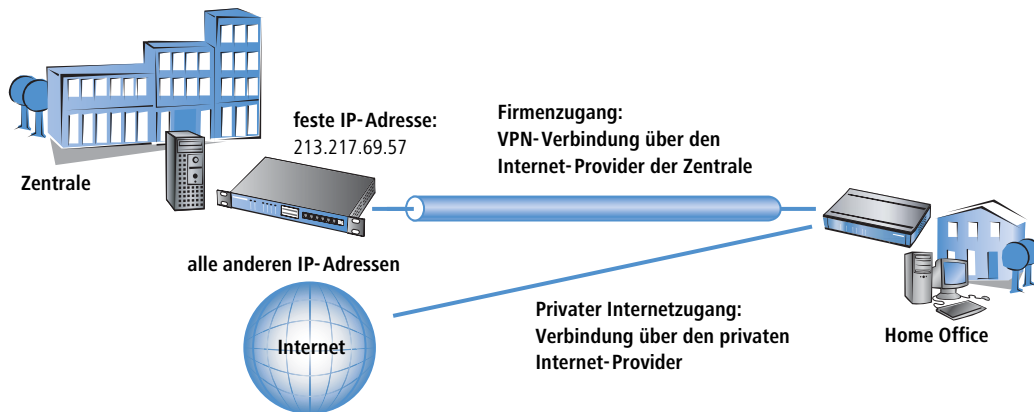 feste IP-Adresse:
213.217.69.57
Firmenzugang:
VPN-Verbindung über den
Internet-Provider der Zentrale
Zentrale
alle anderen IP-Adressen
Internet
Privater Internetzugang:
Verbindung über den privaten
Internet-Provider
Home Office